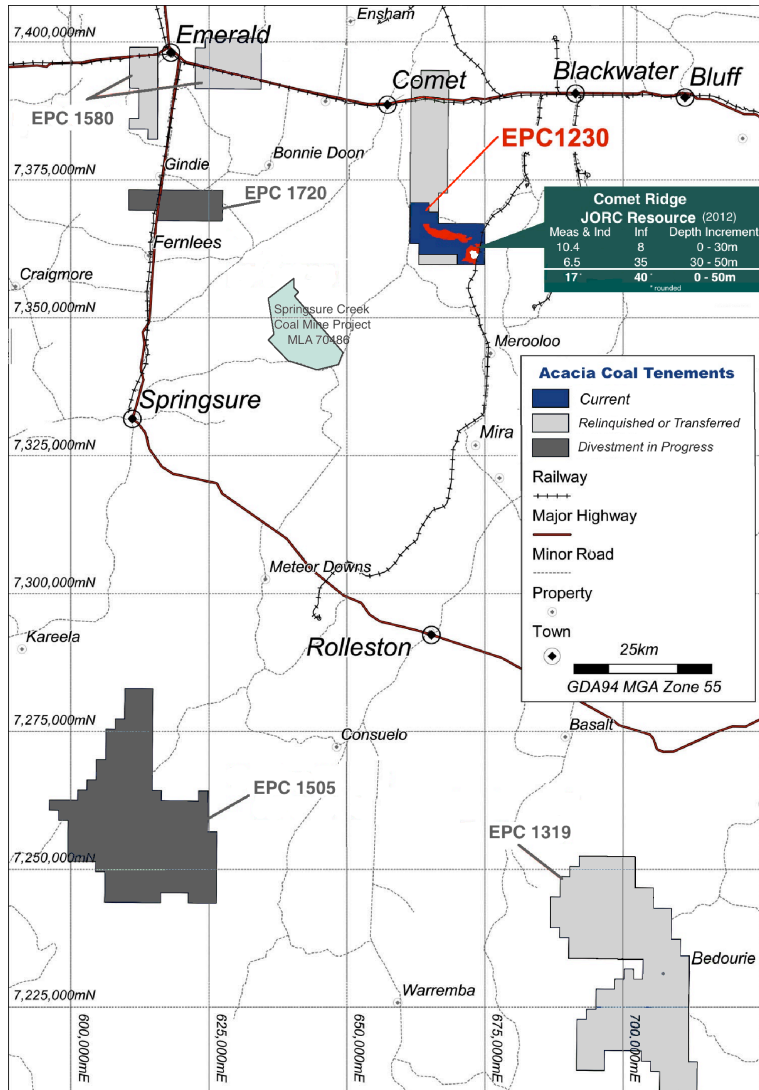 7,400,000mN
Ensham
Emerald
Comet
Blackwater
Bluff
EPC 1580
EPC1230
Gindie
Bonnie Doon
7,375,000mN
EPC 1720
Comet Ridge
JORC Resource (2012)
Meas & Ind Inf Depth Increment
10.4 8 0 - 30m
6.5 35 30 - 50m
17* 40* 0 - 50m
* rounded
Fernlees
Craigmore
7,350,000mN
Springsure Creek
Coal Mine Project
MLA 70486
Merooloo
Acacia Coal Tenements
Current
Relinquished or Transferred
Divestment in Progress
Railway
Major Highway
Minor Road
Property
Town
25km
GDA94 MGA Zone 55
Springsure
Mira
7,325,000mN
Meteor Downs
7,300,000mN
Kareela
Rolleston
7,275,000mN
Consuelo
Basalt
EPC 1505
EPC 1319
7,250,000mN
Bedourie
Warremba
7,225,000mN
600,000mE
625,000mE
650,000mE
675,000mE
700,000mE